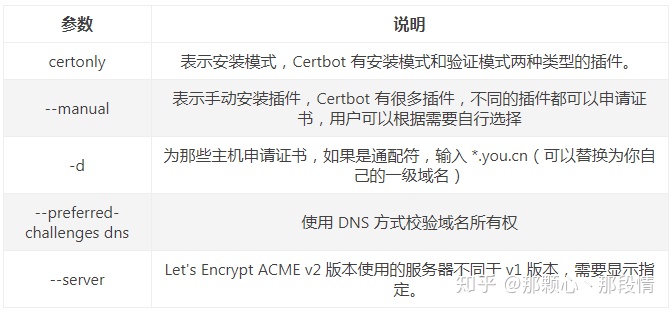 参数 说明
certonly 表示安装模式，Certbot 有安装模式和验证模式两种类型的插件。
--manual 表示手动安装插件，Certbot 有很多插件，不同的插件都可以申请证
书，用户可以根据需要自行选择
-d 为那些主机申请证书，如果是通配符，输入 *.you.cn（可以替换为你自
己的一级域名）
--preferred-
challenges dns 使用 DNS 方式校验域名所有权
--server Let's Encrypt ACME v2 版本使用的服务器不同于 v1 版本，需要显示指
定。
知乎 @那颗心丶那段情